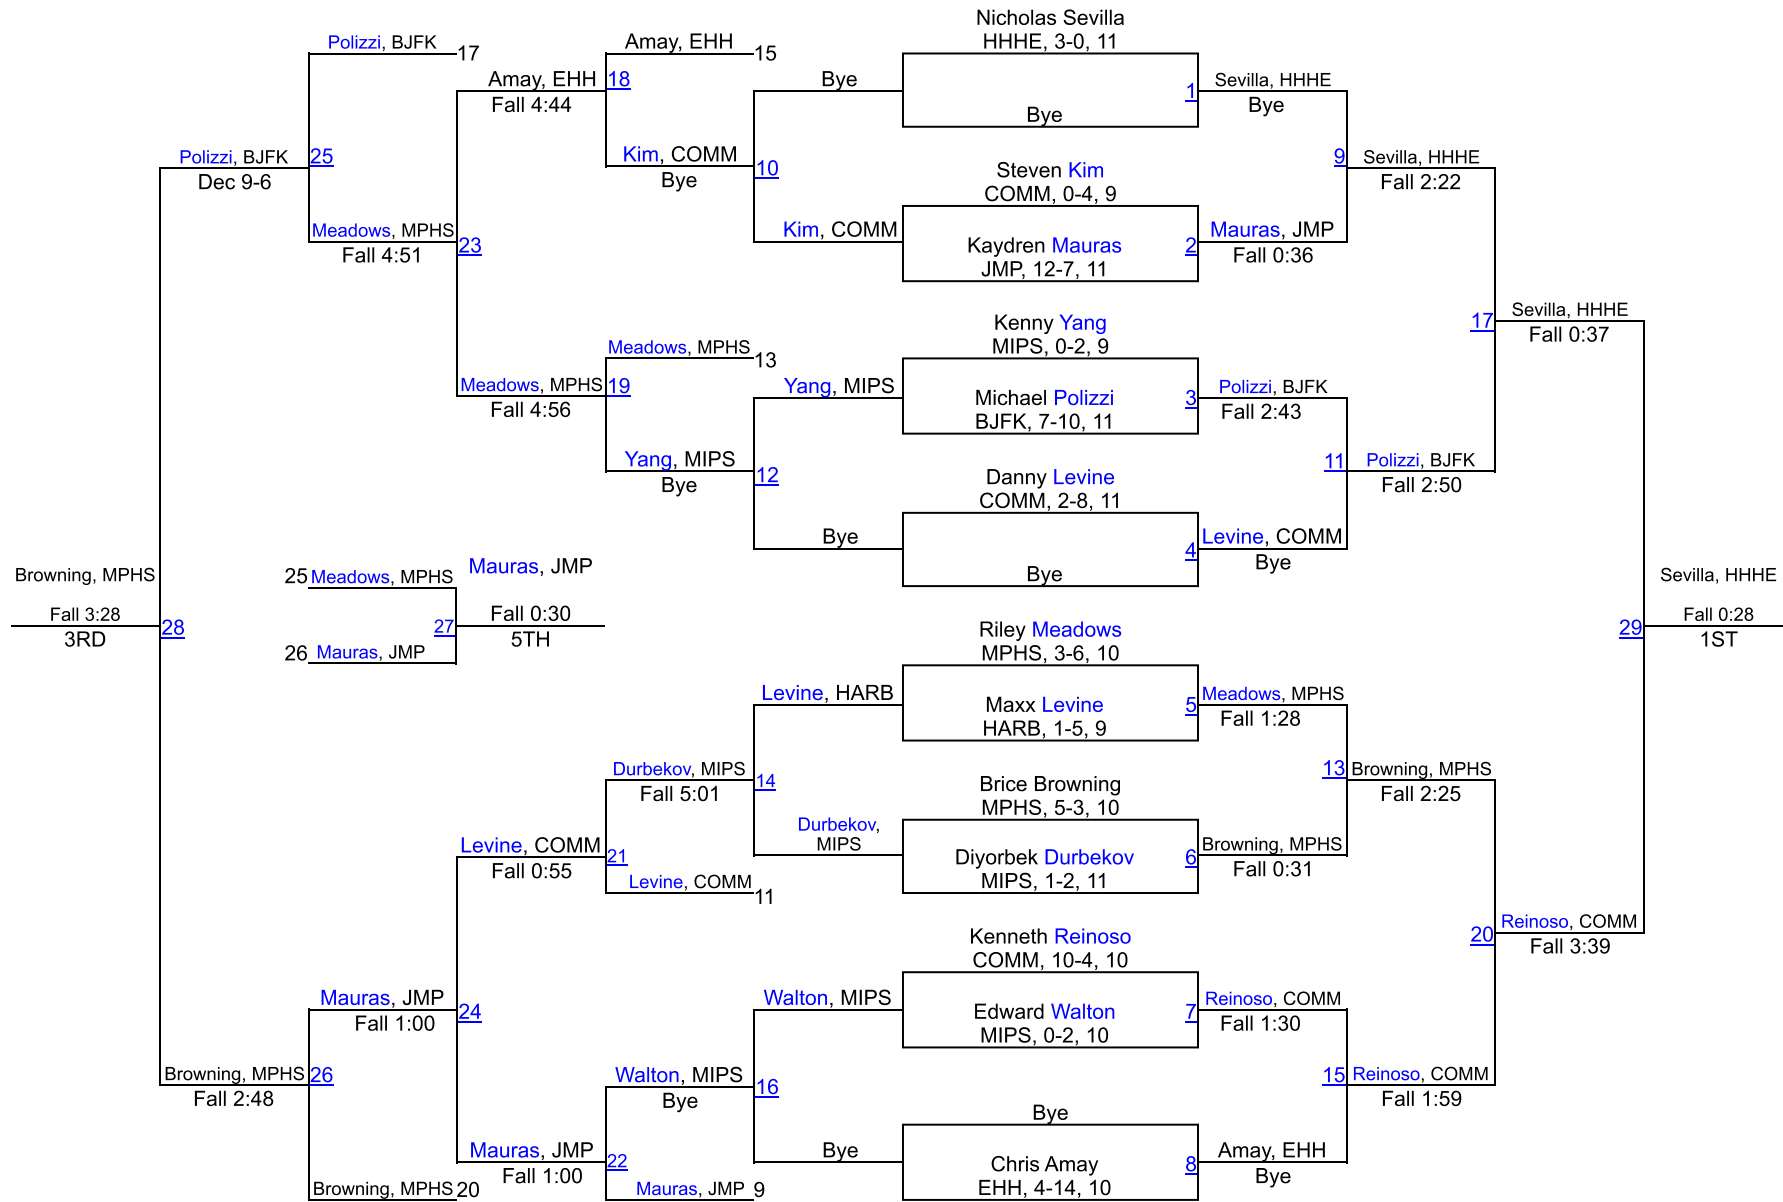 Nicholas Sevilla
HHHE, 3-0, 11
Polizzi, BJFK
17
Amay, EHH
15
Amay, EHH
18
Fall 4:44
Bye
1
Sevilla, HHHE
Bye
Bye
Polizzi, BJFK
25
Dec 9-6
Kim, COMM
Bye
10
Steven Kim
COMM, 0-4, 9
9
Sevilla, HHHE
Fall 2:22
Meadows, MPHS
Fall 4:51
23
Kim, COMM
Kaydren Mauras
JMP, 12-7, 11
2
Mauras, JMP
Fall 0:36
Kenny Yang
MIPS, 0-2, 9
17
Sevilla, HHHE
Fall 0:37
Meadows, MPHS
13
Meadows, MPHS
19
Fall 4:56
Yang, MIPS
Michael Polizzi
BJFK, 7-10, 11
3
Polizzi, BJFK
Fall 2:43
Yang, MIPS
Bye
12
Danny Levine
COMM, 2-8, 11
11
Polizzi, BJFK
Fall 2:50
Bye
Bye
4
Levine, COMM
Bye
Browning, MPHS
Fall 3:28
3RD
28
25
Meadows, MPHS
26
Mauras, JMP
27
Mauras, JMP
Fall 0:30
5TH
Sevilla, HHHE
Fall 0:28
1ST
29
Riley Meadows
MPHS, 3-6, 10
Levine, HARB
Maxx Levine
HARB, 1-5, 9
5
Meadows, MPHS
Fall 1:28
Durbekov, MIPS
Fall 5:01
14
Brice Browning
MPHS, 5-3, 10
13
Browning, MPHS
Fall 2:25
Durbekov,
MIPS
Diyorbek Durbekov
MIPS, 1-2, 11
6
Browning, MPHS
Fall 0:31
Levine, COMM
Fall 0:55
21
Levine, COMM
11
Kenneth Reinoso
COMM, 10-4, 10
20
Reinoso, COMM
Fall 3:39
Mauras, JMP
Fall 1:00
24
Walton, MIPS
Edward Walton
MIPS, 0-2, 10
7
Reinoso, COMM
Fall 1:30
Browning, MPHS
Fall 2:48
26
Walton, MIPS
Bye
16
15
Reinoso, COMM
Fall 1:59
Bye
Mauras, JMP
Fall 1:00
22
Bye
Chris Amay
EHH, 4-14, 10
8
Amay, EHH
Bye
Browning, MPHS
20
Mauras, JMP
9